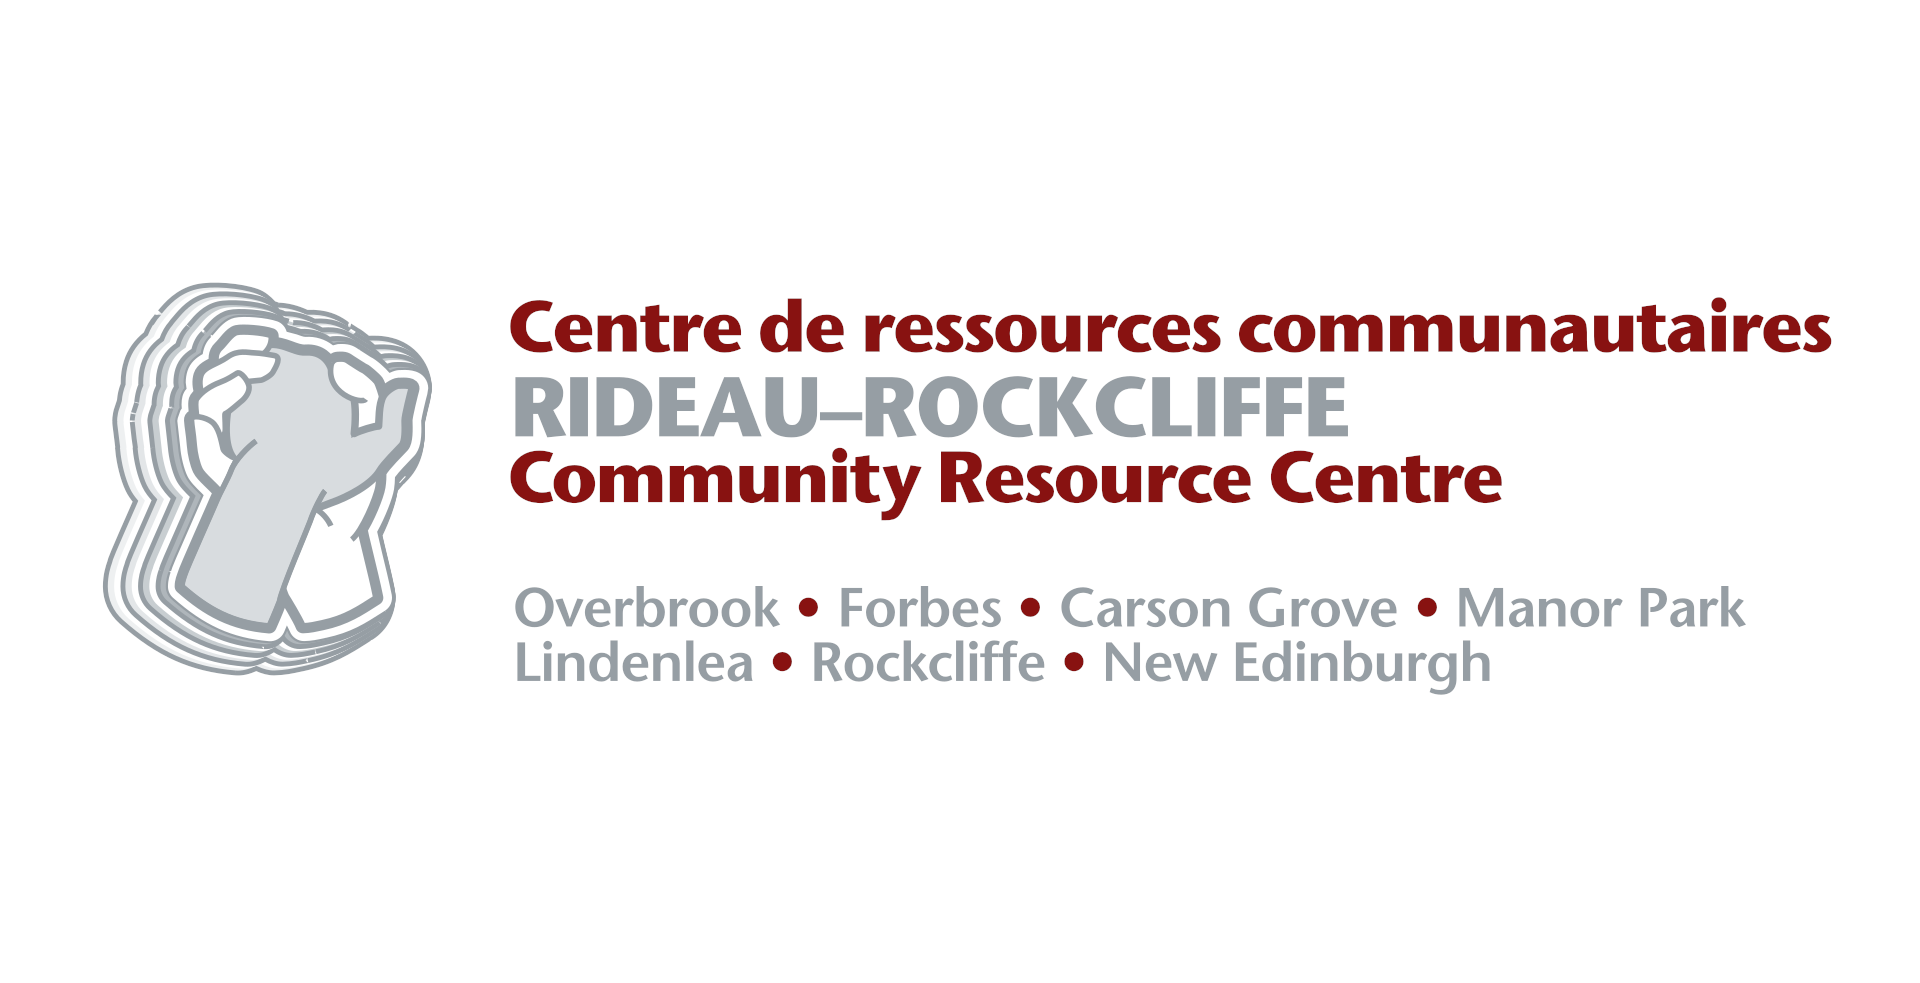 Centre de ressources communautaires
RIDEAU–ROCKCLIFFE
Community Resource Centre
Overbrook • Forbes • Carson Grove • Manor Park
Lindenlea • Rockcliffe • New Edinburgh